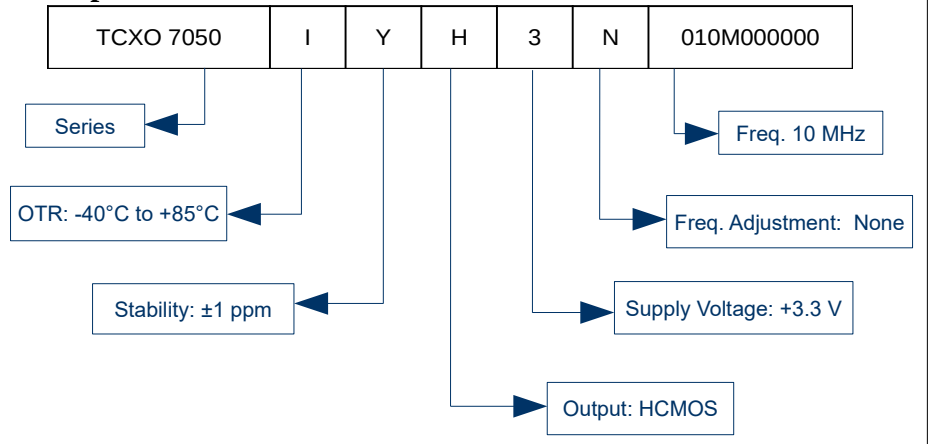 TCXO 7050 I Y H 3 N 010M000000
Series
Freq. 10 MHz
OTR: -40°C to +85°C
Freq. Adjustment: None
Stability: ±1 ppm
Supply Voltage: +3.3 V
Output: HCMOS